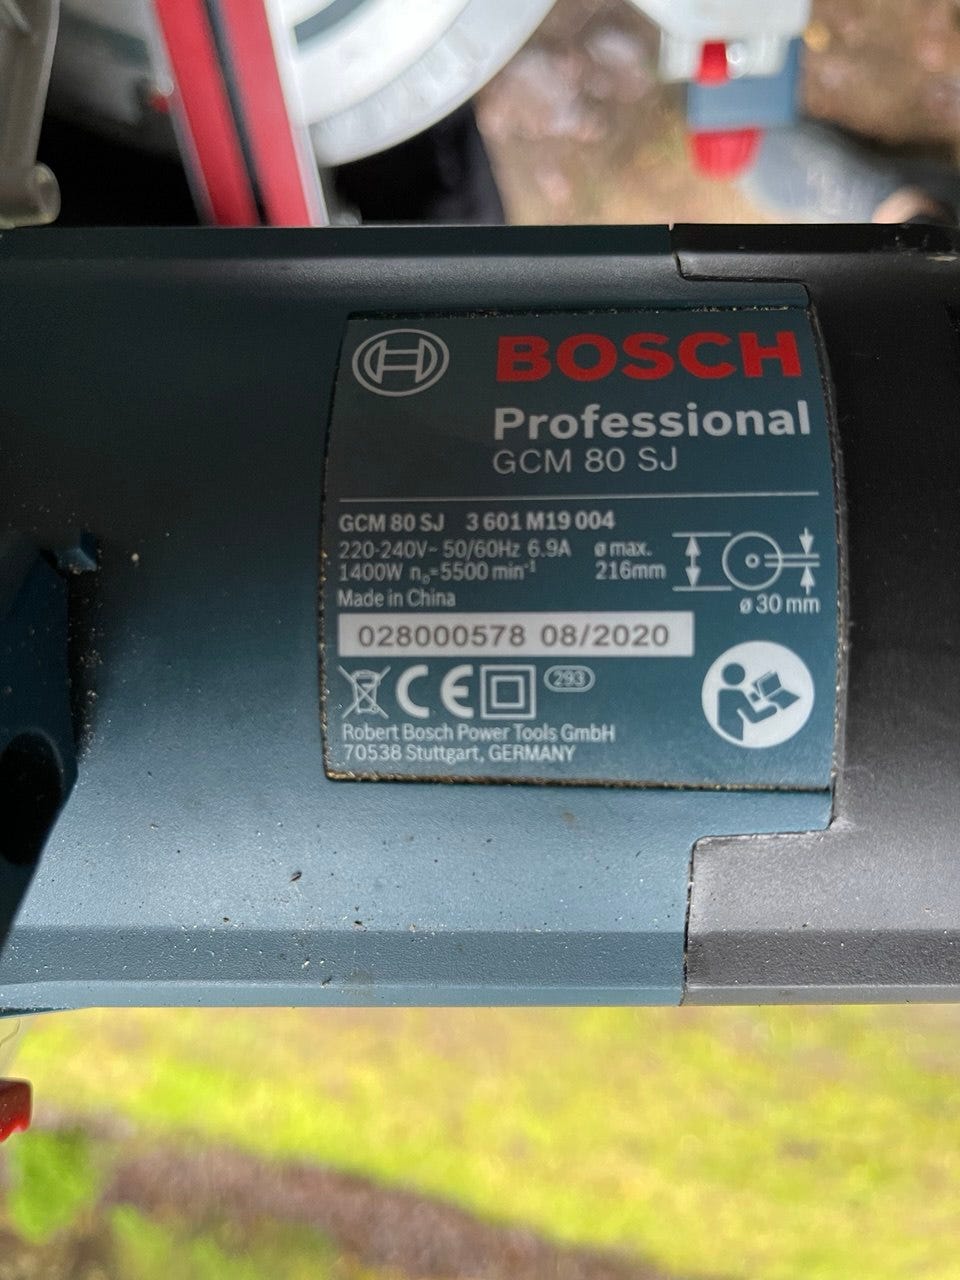 BOSCH
Professional
GCM 80 SJ
GCM 80 SJ 3 601 M19 004
220-240V~ 50/60Hz 6.9A ø max.
1400W n₀=5500 min⁻¹ 216mm
Made in China
ø 30 mm
028000578 08/2020
CE 293
Robert Bosch Power Tools GmbH
70538 Stuttgart, GERMANY